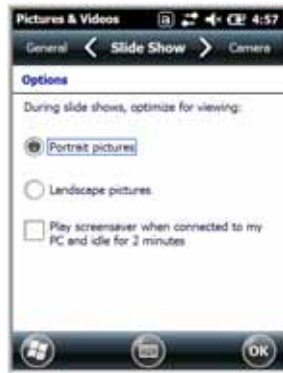 Pictures & Videos 4:57
General Slide Show Camera
Options
During slide shows, optimize for viewing:
Portrait pictures
Landscape pictures
Play screensaver when connected to my
PC and idle for 2 minutes
OK